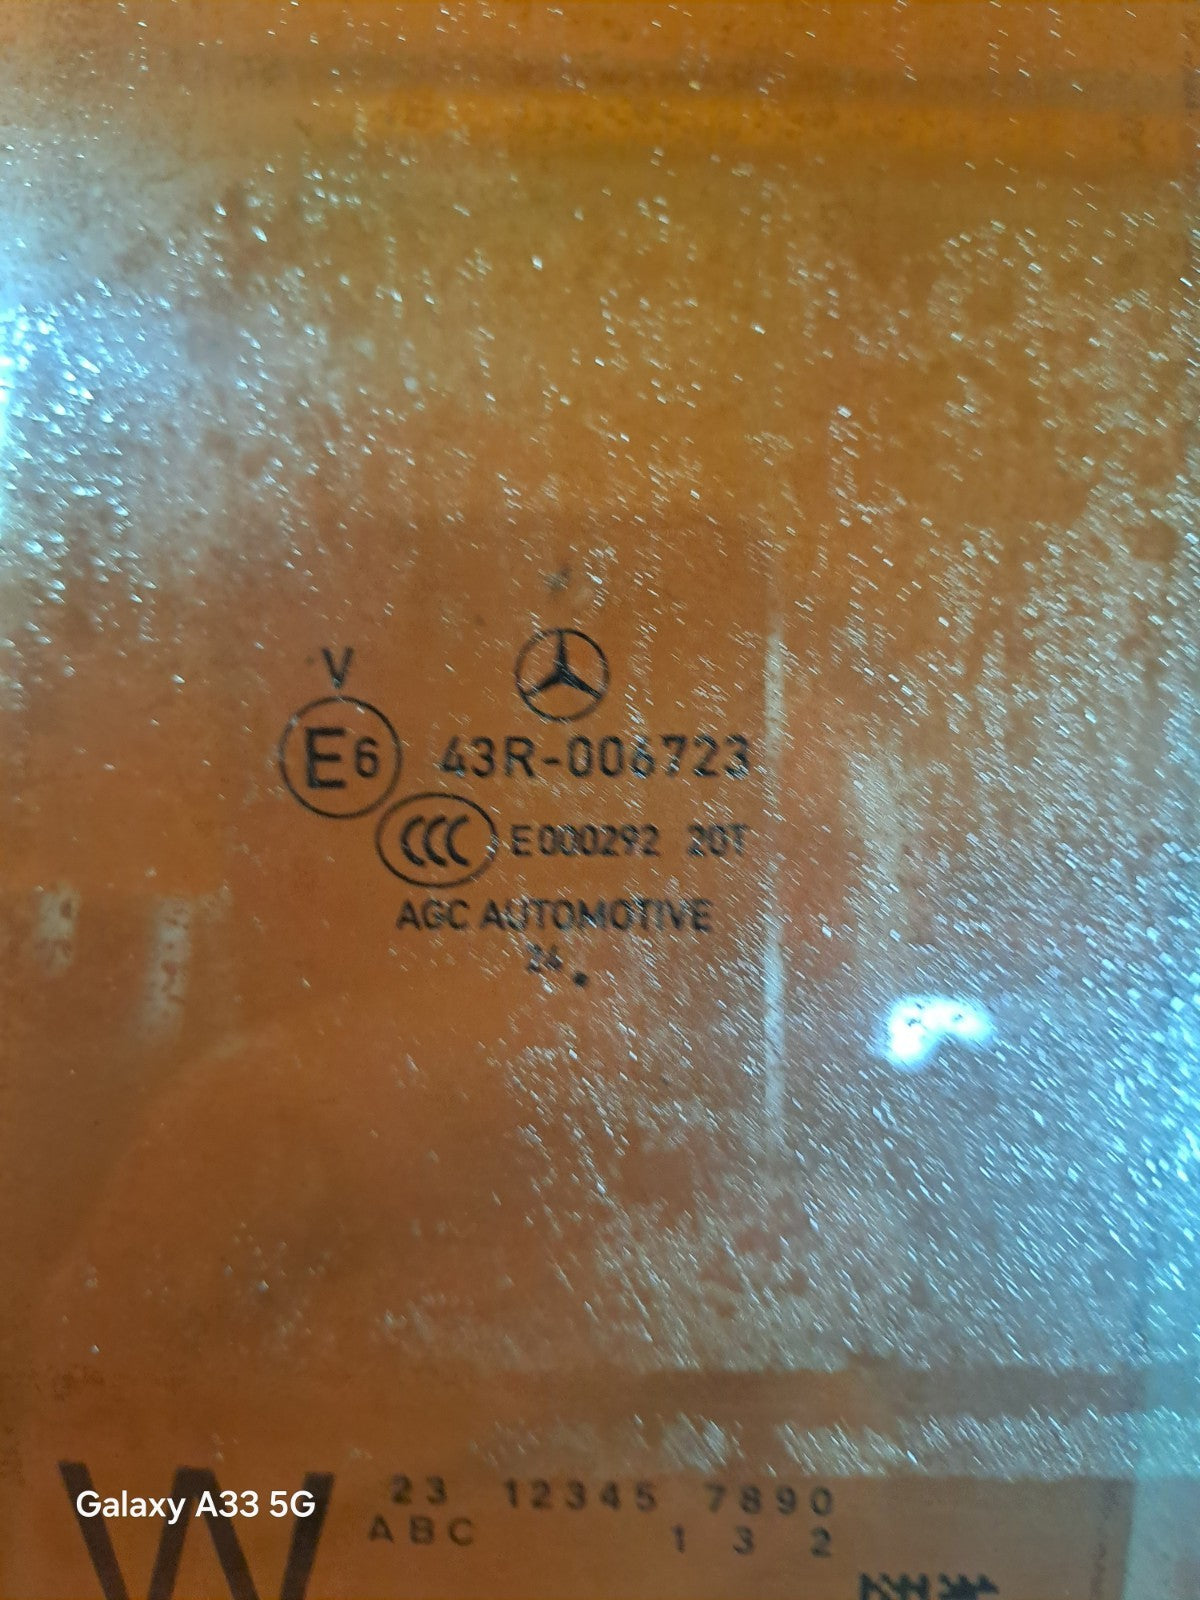 V
E6 43R-006723
CCC E000292 20T
AGC AUTOMOTIVE
24 .
W
23 12345 7890
ABC 1 3 2
Galaxy A33 5G